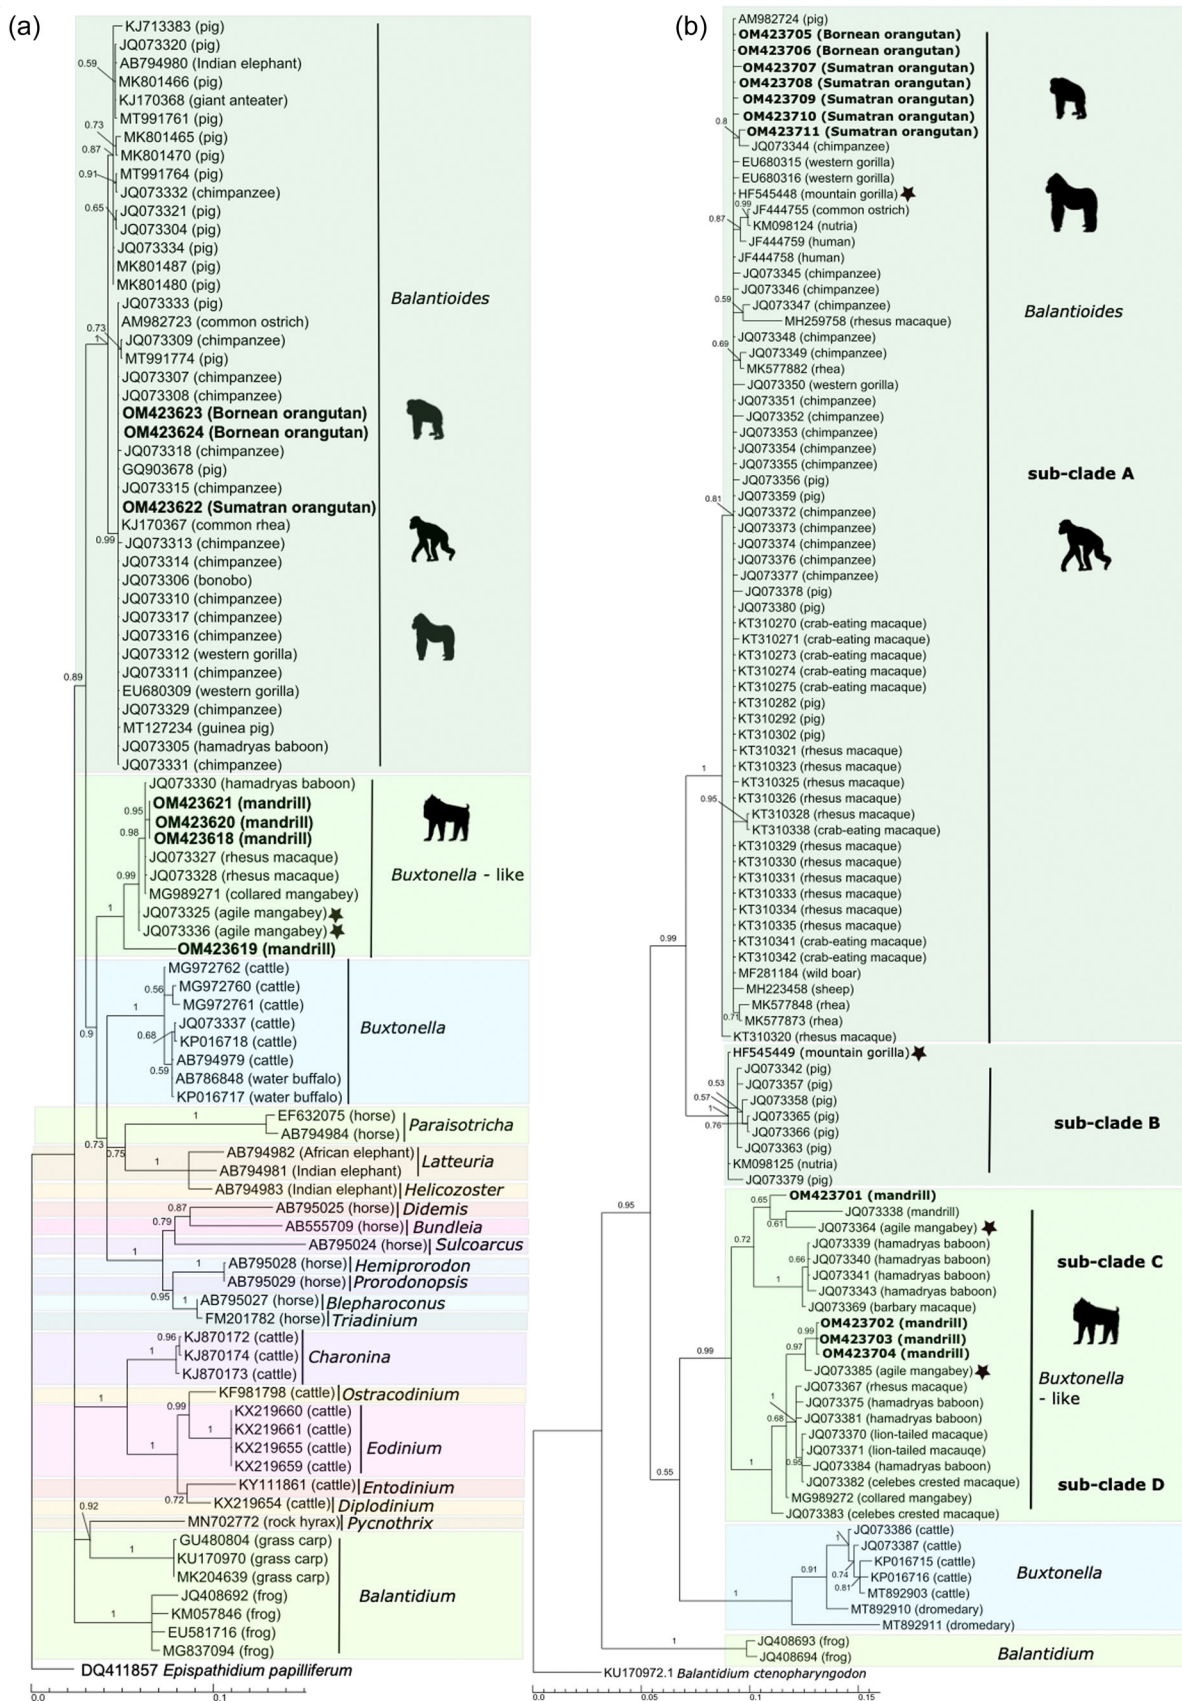 (a)
KJ713383 (pig)
JQ073320 (pig)
AB794980 (Indian elephant)
0.59
MK801466 (pig)
KJ170368 (giant anteater)
MT991761 (pig)
0.73
MK801465 (pig)
0.87
MK801470 (pig)
0.91
MT991764 (pig)
JQ073332 (chimpanzee)
0.65
JQ073321 (pig)
JQ073304 (pig)
JQ073334 (pig)
MK801487 (pig)
MK801480 (pig)
Balantioides
JQ073333 (pig)
AM982723 (common ostrich)
0.73
1
JQ073309 (chimpanzee)
MT991774 (pig)
JQ073307 (chimpanzee)
JQ073308 (chimpanzee)
OM423623 (Bornean orangutan)
OM423624 (Bornean orangutan)
JQ073318 (chimpanzee)
GQ903678 (pig)
JQ073315 (chimpanzee)
OM423622 (Sumatran orangutan)
KJ170367 (common rhea)
0.99
JQ073313 (chimpanzee)
JQ073314 (chimpanzee)
JQ073306 (bonobo)
JQ073310 (chimpanzee)
JQ073317 (chimpanzee)
JQ073316 (chimpanzee)
JQ073312 (western gorilla)
JQ073311 (chimpanzee)
0.89
EU680309 (western gorilla)
JQ073329 (chimpanzee)
MT127234 (guinea pig)
JQ073305 (hamadryas baboon)
JQ073331 (chimpanzee)
JQ073330 (hamadryas baboon)
0.95
OM423621 (mandrill)
OM423620 (mandrill)
0.98
OM423618 (mandrill)
JQ073327 (rhesus macaque)
0.99
JQ073328 (rhesus macaque)
Buxtonella - like
MG989271 (collared mangabey)
1
JQ073325 (agile mangabey)
JQ073336 (agile mangabey)
OM423619 (mandrill)
MG972762 (cattle)
0.56
MG972760 (cattle)
MG972761 (cattle)
1
JQ073337 (cattle)
0.9
0.68
KP016718 (cattle)
Buxtonella
AB794979 (cattle)
0.59
AB786848 (water buffalo)
KP016717 (water buffalo)
1
EF632075 (horse)
AB794984 (horse)
Paraisotricha
0.73
0.75
AB794982 (African elephant)
1
AB794981 (Indian elephant)
Latteuria
AB794983 (Indian elephant)
Helicozoster
0.87
AB795025 (horse)
Didemis
0.79
AB555709 (horse)
Bundleia
AB795024 (horse)
Sulcoarcus
1
1
AB795028 (horse)
Hemiprorodon
AB795029 (horse)
Prorodonopsis
0.95
1
AB795027 (horse)
Blepharoconus
FM201782 (horse)
Triadinium
0.96
KJ870172 (cattle)
1
KJ870174 (cattle)
Charonina
KJ870173 (cattle)
KF981798 (cattle)
Ostracodinium
1
0.99
KX219660 (cattle)
1
KX219661 (cattle)
Eodinium
1
KX219655 (cattle)
KX219659 (cattle)
KY111861 (cattle)
Entodinium
0.72
KX219654 (cattle)
Diplodinium
0.92
MN702772 (rock hyrax)
Pycnothrix
GU480804 (grass carp)
1
KU170970 (grass carp)
MK204639 (grass carp)
Balantidium
JQ408692 (frog)
1
KM057846 (frog)
EU581716 (frog)
MG837094 (frog)
DQ411857 Epispathidium papilliferum
0.0
0.1
(b)
AM982724 (pig)
OM423705 (Bornean orangutan)
OM423706 (Bornean orangutan)
OM423707 (Sumatran orangutan)
OM423708 (Sumatran orangutan)
OM423709 (Sumatran orangutan)
OM423710 (Sumatran orangutan)
0.8
OM423711 (Sumatran orangutan)
JQ073344 (chimpanzee)
EU680315 (western gorilla)
EU680316 (western gorilla)
HF545448 (mountain gorilla)
0.99
JF444755 (common ostrich)
0.87
KM098124 (nutria)
JF444759 (human)
JF444758 (human)
JQ073345 (chimpanzee)
JQ073346 (chimpanzee)
0.59
JQ073347 (chimpanzee)
Balantioides
MH259758 (rhesus macaque)
JQ073348 (chimpanzee)
0.69
JQ073349 (chimpanzee)
MK577882 (rhea)
JQ073350 (western gorilla)
JQ073351 (chimpanzee)
JQ073352 (chimpanzee)
JQ073353 (chimpanzee)
JQ073354 (chimpanzee)
JQ073355 (chimpanzee)
sub-clade A
JQ073356 (pig)
JQ073359 (pig)
0.81
JQ073372 (chimpanzee)
JQ073373 (chimpanzee)
JQ073374 (chimpanzee)
JQ073376 (chimpanzee)
JQ073377 (chimpanzee)
JQ073378 (pig)
JQ073380 (pig)
KT310270 (crab-eating macaque)
KT310271 (crab-eating macaque)
KT310273 (crab-eating macaque)
KT310274 (crab-eating macaque)
KT310275 (crab-eating macaque)
KT310282 (pig)
KT310292 (pig)
KT310302 (pig)
KT310321 (rhesus macaque)
1
KT310323 (rhesus macaque)
KT310325 (rhesus macaque)
0.95
KT310326 (rhesus macaque)
KT310328 (rhesus macaque)
KT310338 (crab-eating macaque)
KT310329 (rhesus macaque)
KT310330 (rhesus macaque)
KT310331 (rhesus macaque)
KT310333 (rhesus macaque)
KT310334 (rhesus macaque)
KT310335 (rhesus macaque)
0.99
KT310341 (crab-eating macaque)
KT310342 (crab-eating macaque)
MF281184 (wild boar)
MH223458 (sheep)
MK577848 (rhea)
0.71
MK577873 (rhea)
KT310320 (rhesus macaque)
HF545449 (mountain gorilla)
JQ073342 (pig)
0.53
JQ073357 (pig)
0.57
JQ073358 (pig)
1
JQ073365 (pig)
0.76
JQ073366 (pig)
sub-clade B
JQ073363 (pig)
KM098125 (nutria)
JQ073379 (pig)
0.65
OM423701 (mandrill)
0.95
JQ073338 (mandrill)
0.61
JQ073364 (agile mangabey)
0.72
JQ073339 (hamadryas baboon)
0.66
JQ073340 (hamadryas baboon)
sub-clade C
1
JQ073341 (hamadryas baboon)
JQ073343 (hamadryas baboon)
JQ073369 (barbary macaque)
OM423702 (mandrill)
0.99
OM423703 (mandrill)
0.97
OM423704 (mandrill)
0.99
JQ073385 (agile mangabey)
JQ073367 (rhesus macaque)
Buxtonella
- like
1
JQ073375 (hamadryas baboon)
0.68
JQ073381 (hamadryas baboon)
JQ073370 (lion-tailed macaque)
JQ073371 (lion-tailed macauqe)
1
0.95
JQ073384 (hamadryas baboon)
0.55
JQ073382 (celebes crested macaque)
sub-clade D
MG989272 (collared mangabey)
JQ073383 (celebes crested macaque)
1
JQ073386 (cattle)
JQ073387 (cattle)
0.91
KP016715 (cattle)
0.74
KP016716 (cattle)
Buxtonella
0.81
MT892903 (cattle)
1
MT892910 (dromedary)
MT892911 (dromedary)
1
JQ408693 (frog)
JQ408694 (frog)
Balantidium
KU170972.1 Balantidium ctenopharyngodon
0.0
0.05
0.1
0.15